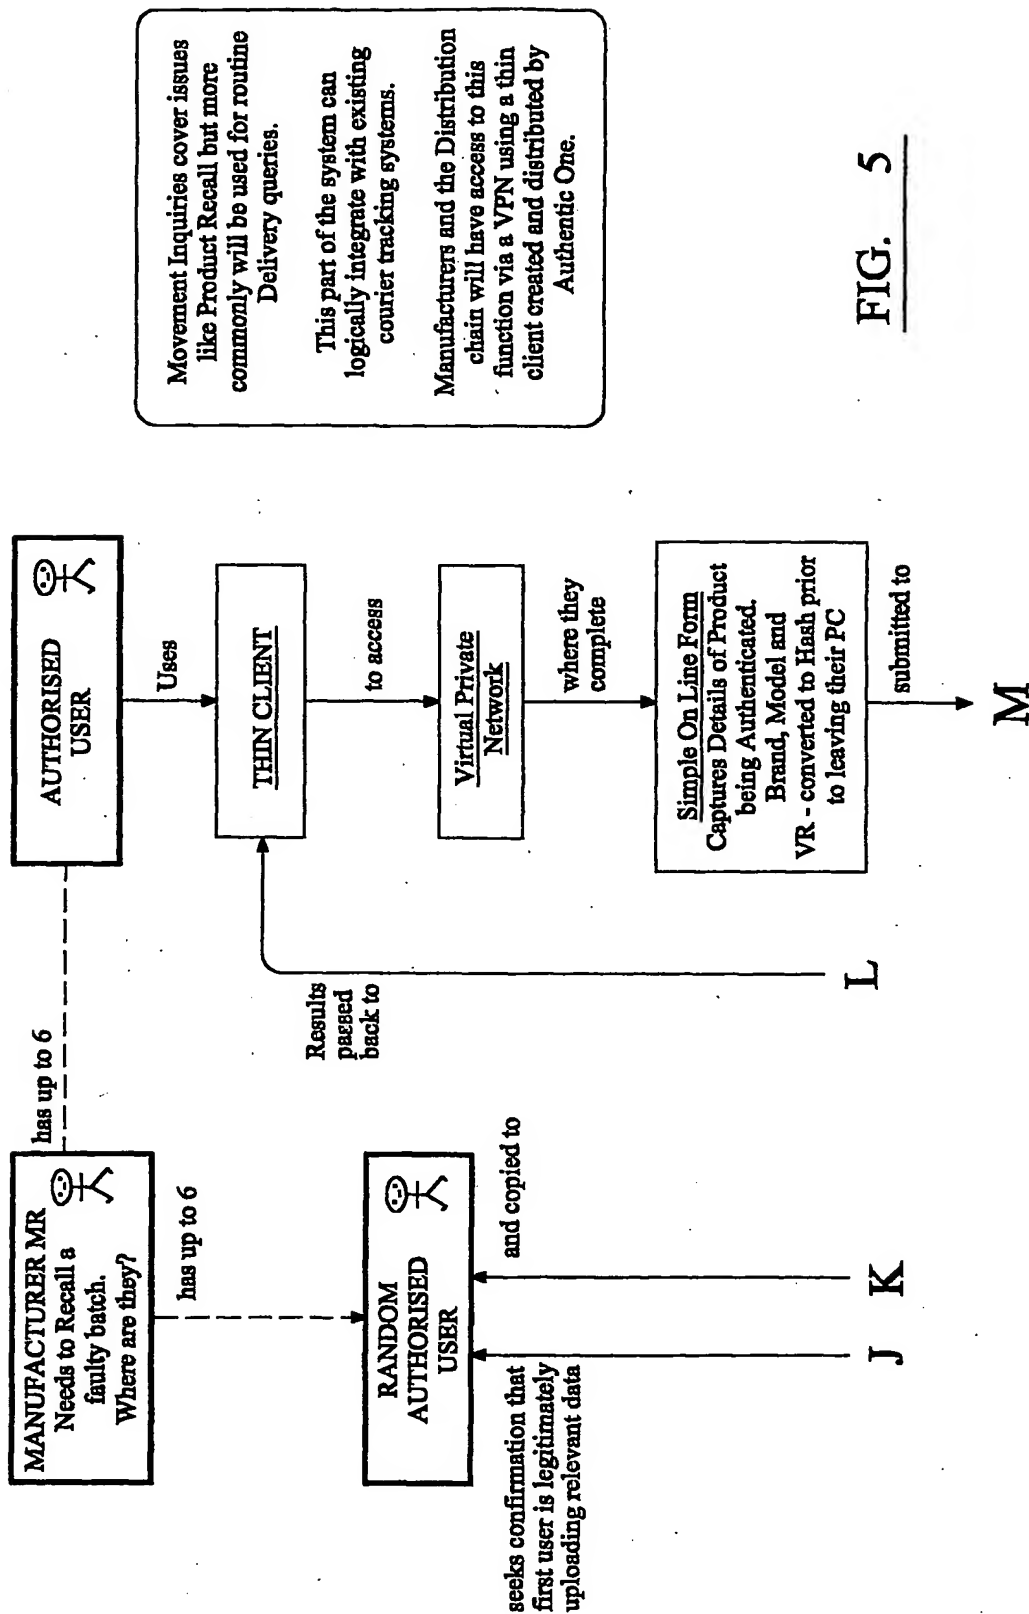 MANUFACTURER MR
Needs to Recall a
faulty batch.
Where are they?
has up to 6
AUTHORISED
USER
has up to 6
Uses
RANDOM
AUTHORISED
USER
THIN CLIENT
Results
passed
back to
to access
Virtual Private
Network
where they
complete
seeks confirmation that
first user is legitimately
uploading relevant data
and copied to
Simple On Line Form
Captures Details of Product
being Authenticated.
Brand, Model and
VR - converted to Hash prior
to leaving their PC
submitted to
J
K
L
M
Movement Inquiries cover issues
like Product Recall but more
commonly will be used for routine
Delivery queries.
This part of the system can
logically integrate with existing
courier tracking systems.
Manufacturers and the Distribution
chain will have access to this
function via a VPN using a thin
client created and distributed by
Authentic One.
FIG. 5